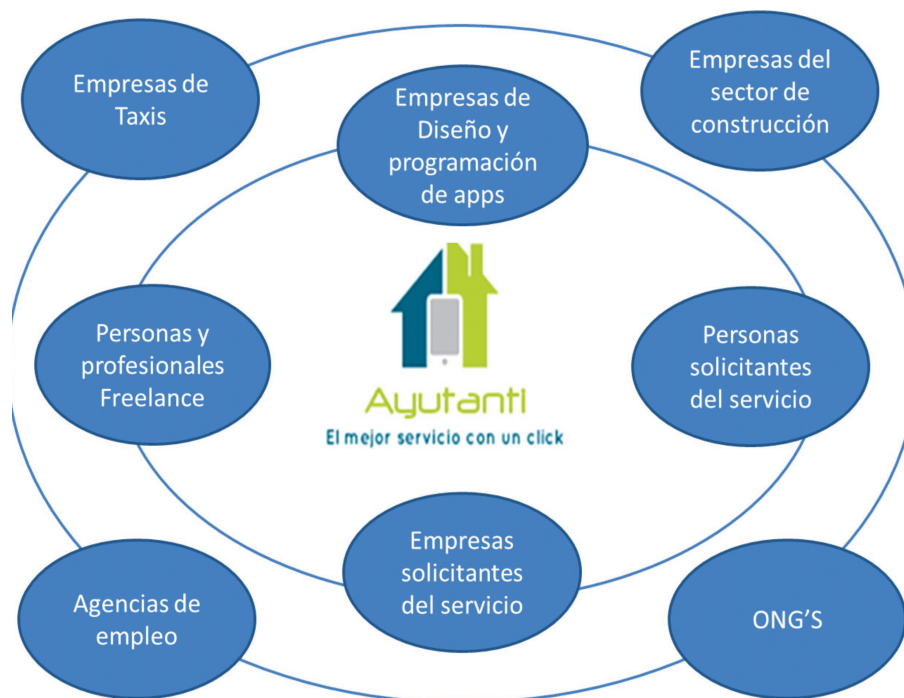 Empresas de
Taxis
Empresas de
Diseño y
programación
de apps
Empresas del
sector de
construcción
Personas y
profesionales
Freelance
Ayutanti
El mejor servicio con un click
Personas
solicitantes
del servicio
Agencias de
empleo
Empresas
solicitantes
del servicio
ONG'S